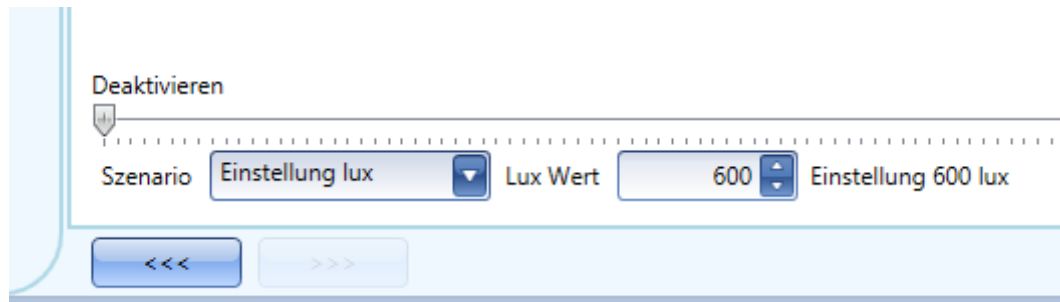 Deaktivieren
Szenario Einstellung lux Lux Wert 600 Einstellung 600 lux
<<< >>>